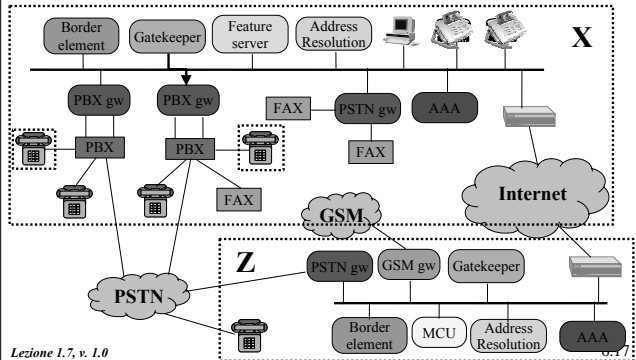 Border
element
Gatekeeper
Feature
server
Address
Resolution
X
PBX gw
PBX gw
FAX
PSTN gw
AAA
FAX
PBX
PBX
FAX
Internet
GSM
Z
PSTN gw
GSM gw
Gatekeeper
PSTN
Border
element
MCU
Address
Resolution
AAA
Lezione 1.7, v. 1.0
6.17